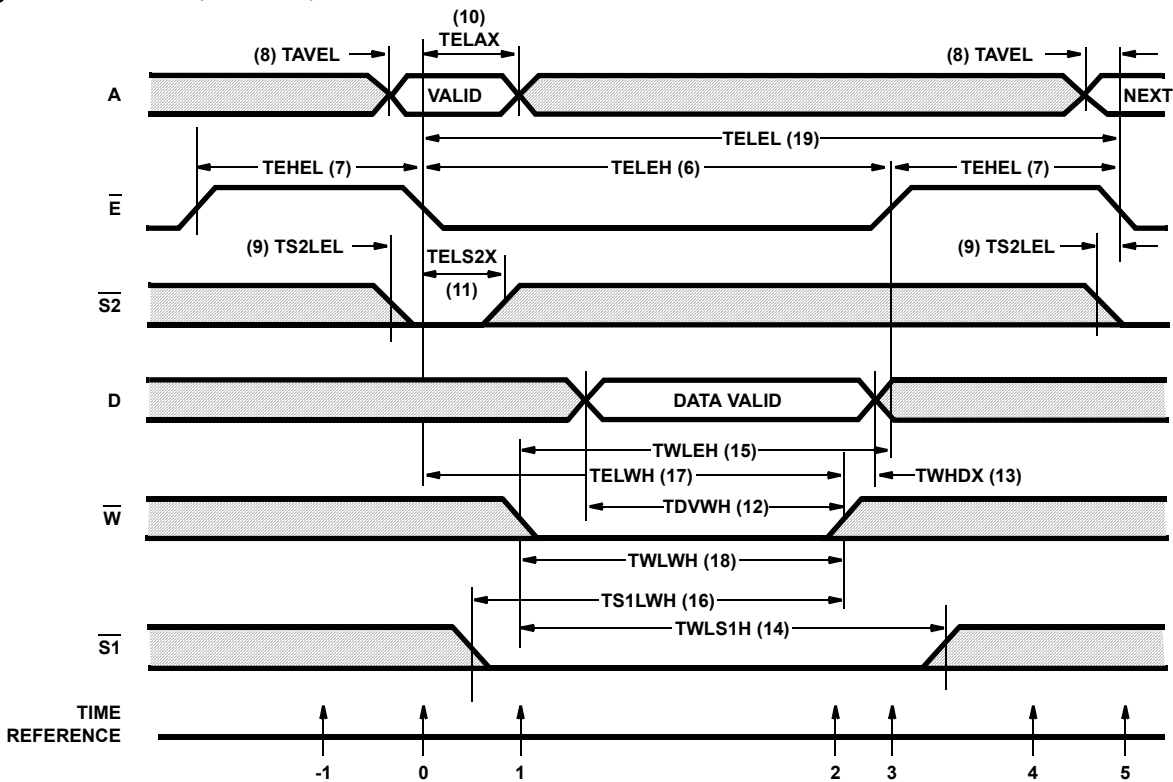 (10)
(8) TAVEL TELAX (8) TAVEL
A VALID NEXT
TELEL (19)
TEHEL (7) TELEH (6) TEHEL (7)
E
(9) TS2LEL TELS2X (9) TS2LEL
(11)
S2
D DATA VALID
TWLEH (15)
TELWH (17) TWHDX (13)
TDVWH (12)
W
TWLWH (18)
TS1LWH (16)
TWLS1H (14)
S1
TIME
REFERENCE
-1 0 1 2 3 4 5